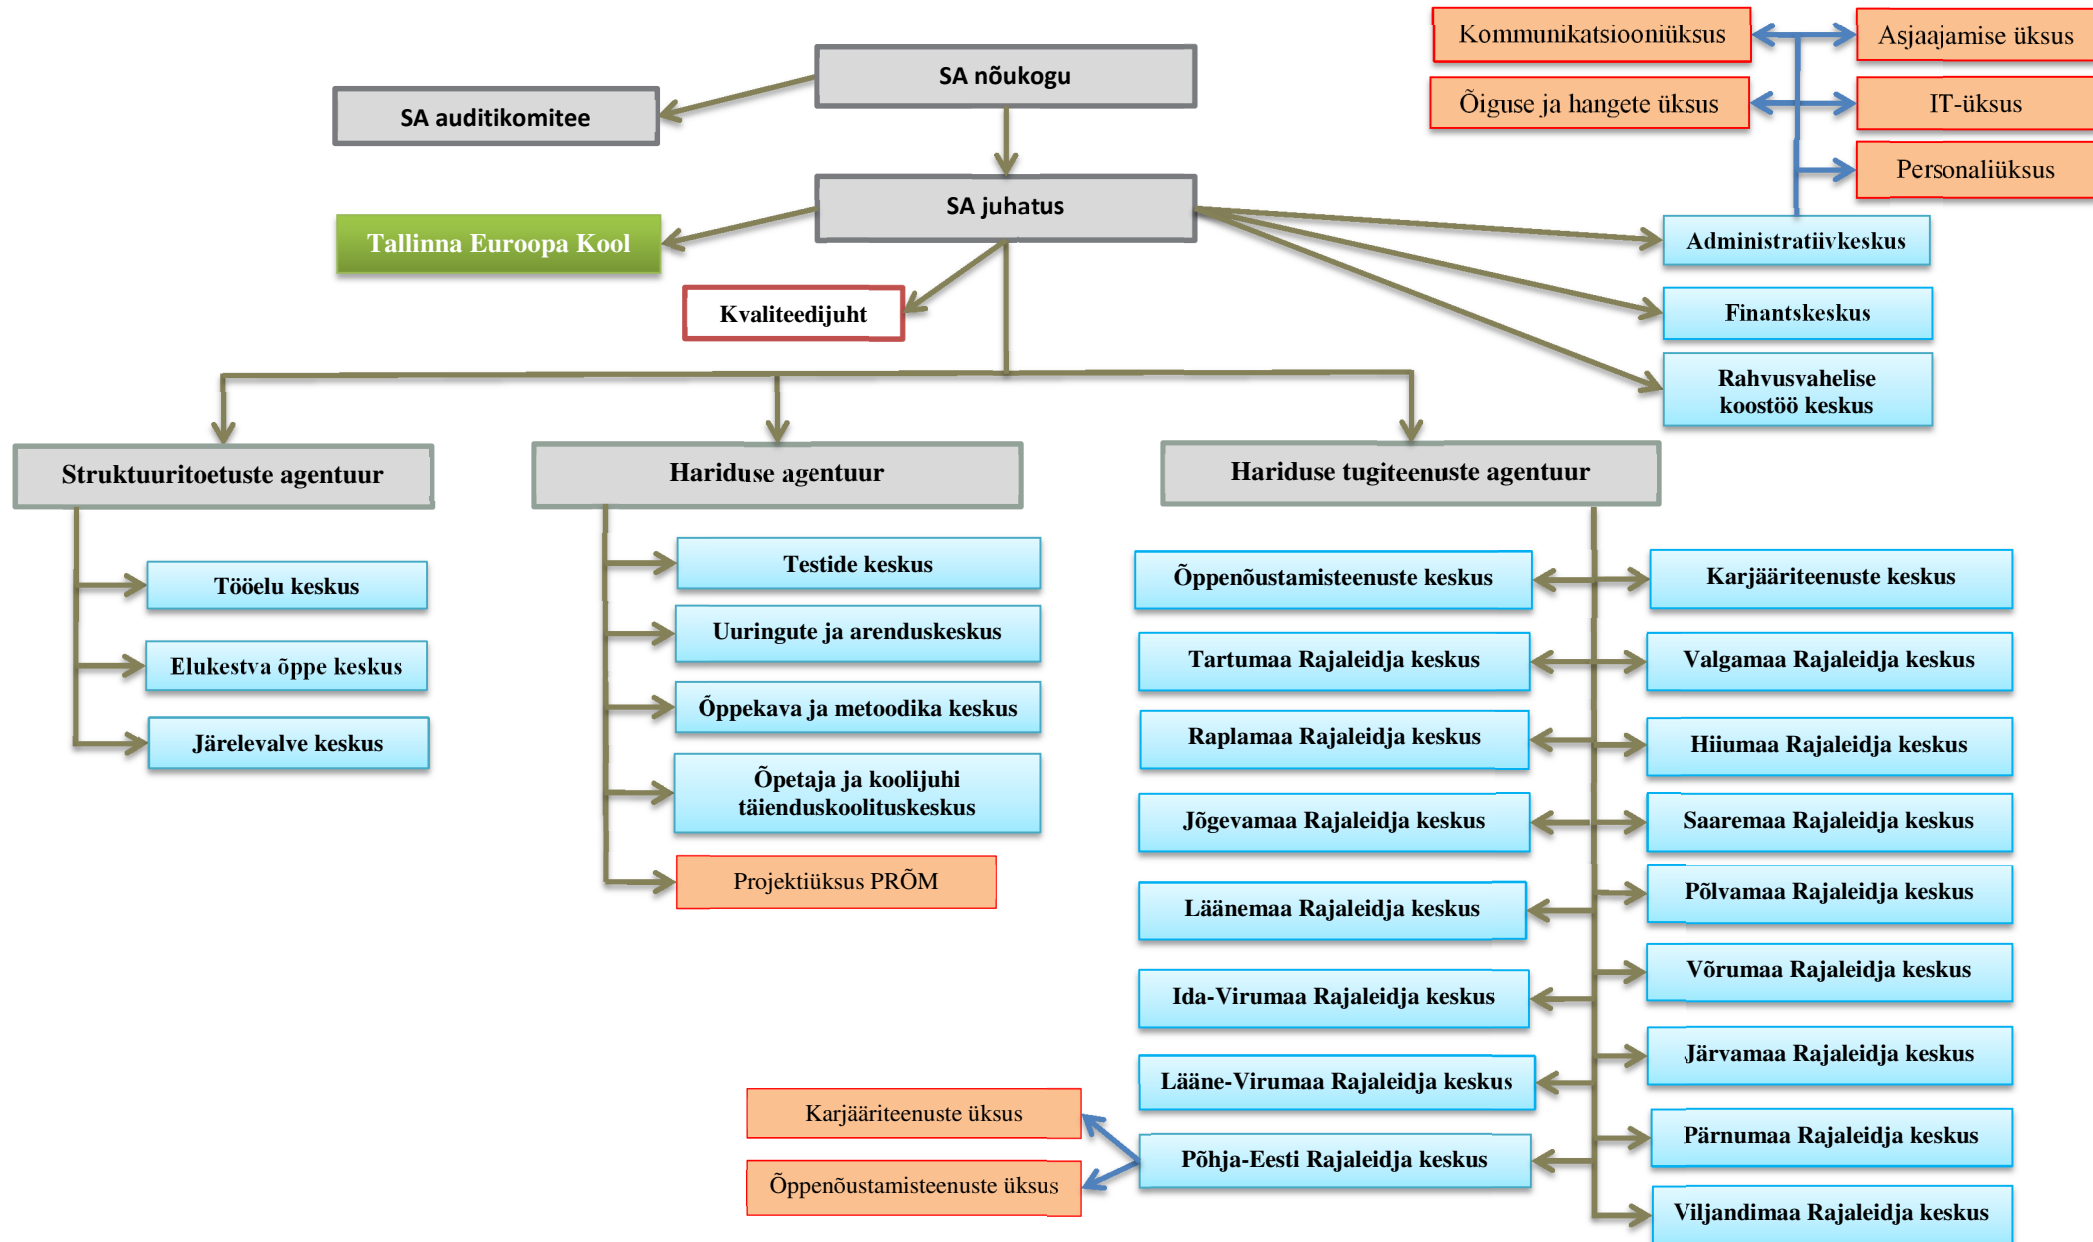 Kommunikatsiooniüksus
Asjaajamise üksus
SA nõukogu
SA auditikomitee
Õiguse ja hangete üksus
IT-üksus
Personaliüksus
SA juhatus
Tallinna Euroopa Kool
Administratiivkeskus
Kvaliteedijuht
Finantskeskus
Rahvusvahelise
koostöö keskus
Struktuuritoetuste agentuur
Hariduse agentuur
Hariduse tugiteenuste agentuur
Tööelu keskus
Elukestva õppe keskus
Järelevalve keskus
Testide keskus
Uuringute ja arenduskeskus
Õppekava ja metoodika keskus
Õpetaja ja koolijuhi
täienduskoolituskeskus
Projektiüksus PRÕM
Õppenõustamisteenuste keskus
Karjääriteenuste keskus
Tartumaa Rajaleidja keskus
Valgamaa Rajaleidja keskus
Raplamaa Rajaleidja keskus
Hiiumaa Rajaleidja keskus
Jõgevamaa Rajaleidja keskus
Saaremaa Rajaleidja keskus
Läänemaa Rajaleidja keskus
Põlvamaa Rajaleidja keskus
Ida-Virumaa Rajaleidja keskus
Võrumaa Rajaleidja keskus
Lääne-Virumaa Rajaleidja keskus
Järvamaa Rajaleidja keskus
Põhja-Eesti Rajaleidja keskus
Pärnumaa Rajaleidja keskus
Viljandimaa Rajaleidja keskus
Karjääriteenuste üksus
Õppenõustamisteenuste üksus